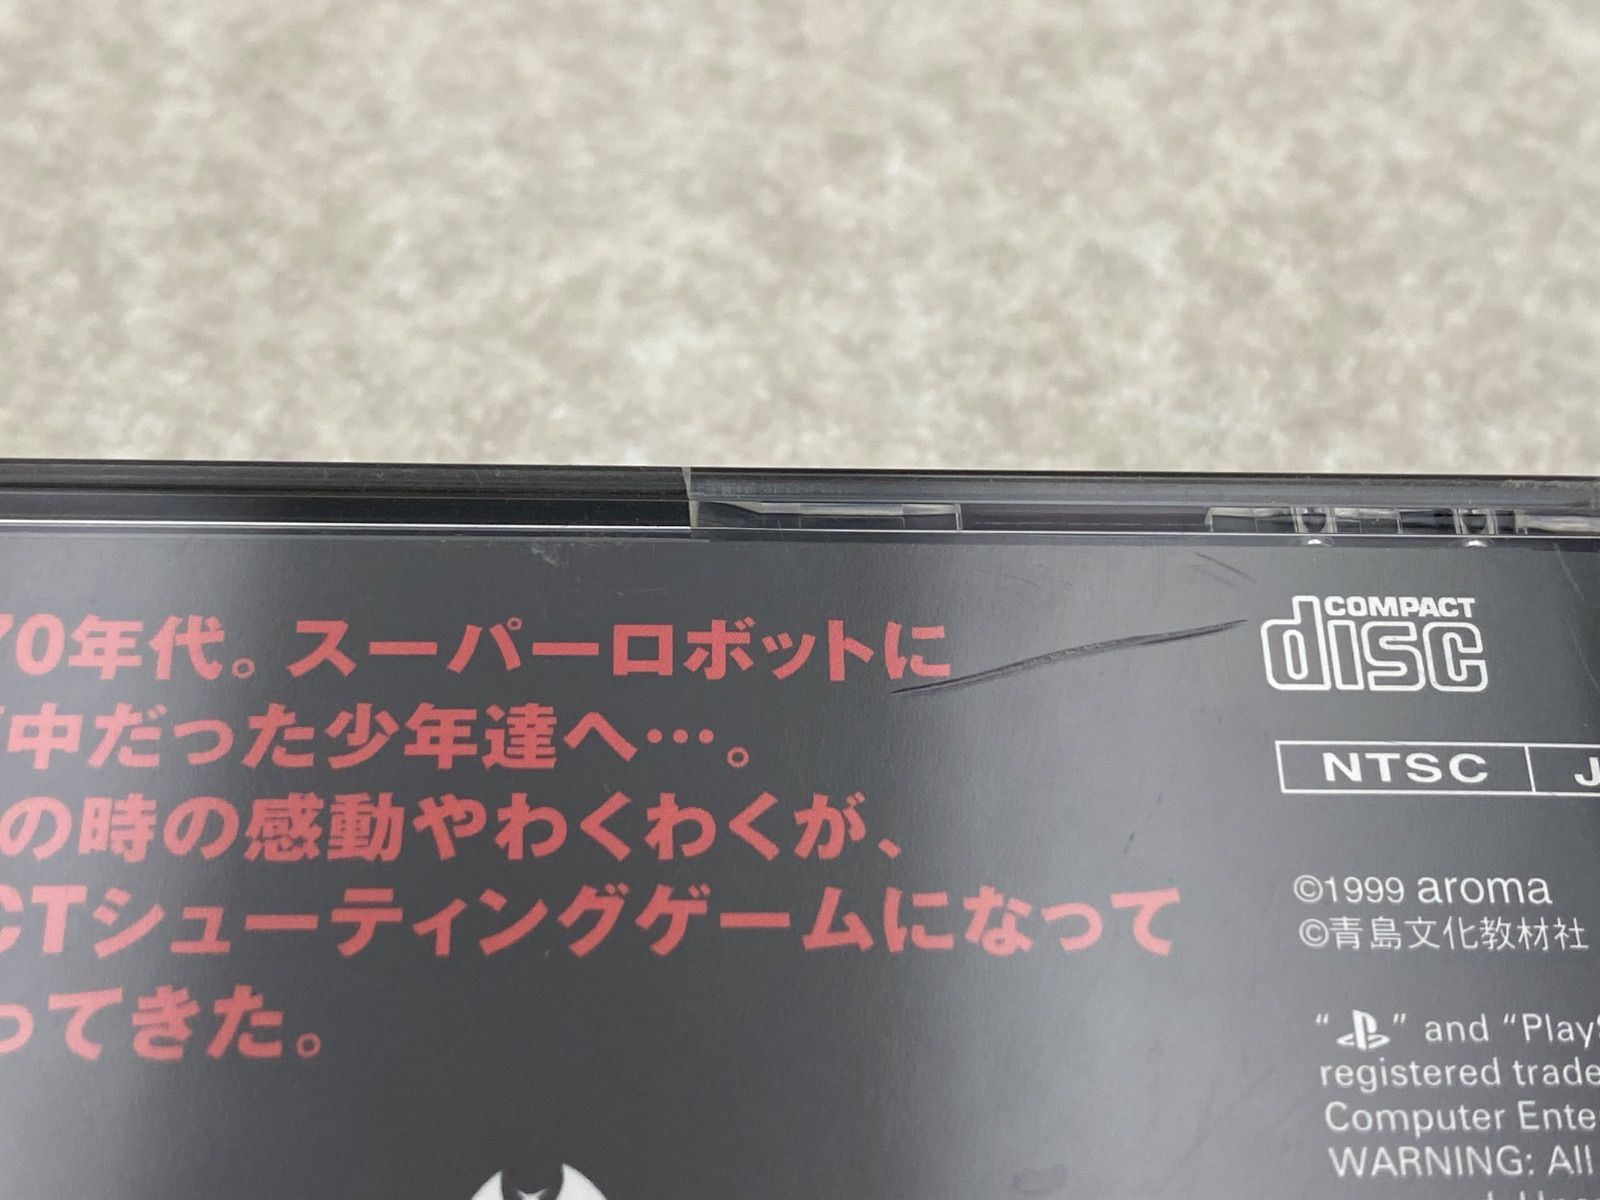 70年代。スーパーロボットに
中だった少年達へ…。
の時の感動やわくわくが、
CTシューティングゲームになって
ってきた。
COMPACT
disc
NTSC J
©1999 aroma
©青島文化教材社
" " and "PlayS
registered trade
Computer Enter
WARNING: All